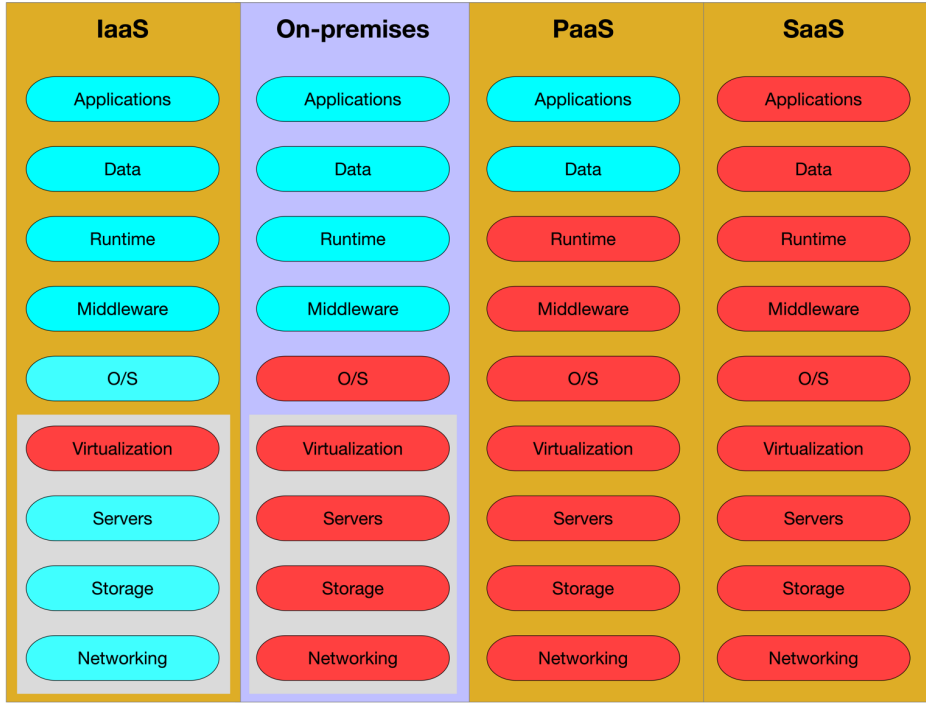 IaaS
Applications
Data
Runtime
Middleware
O/S
Virtualization
Servers
Storage
Networking
On-premises
Applications
Data
Runtime
Middleware
O/S
Virtualization
Servers
Storage
Networking
PaaS
Applications
Data
Runtime
Middleware
O/S
Virtualization
Servers
Storage
Networking
SaaS
Applications
Data
Runtime
Middleware
O/S
Virtualization
Servers
Storage
Networking